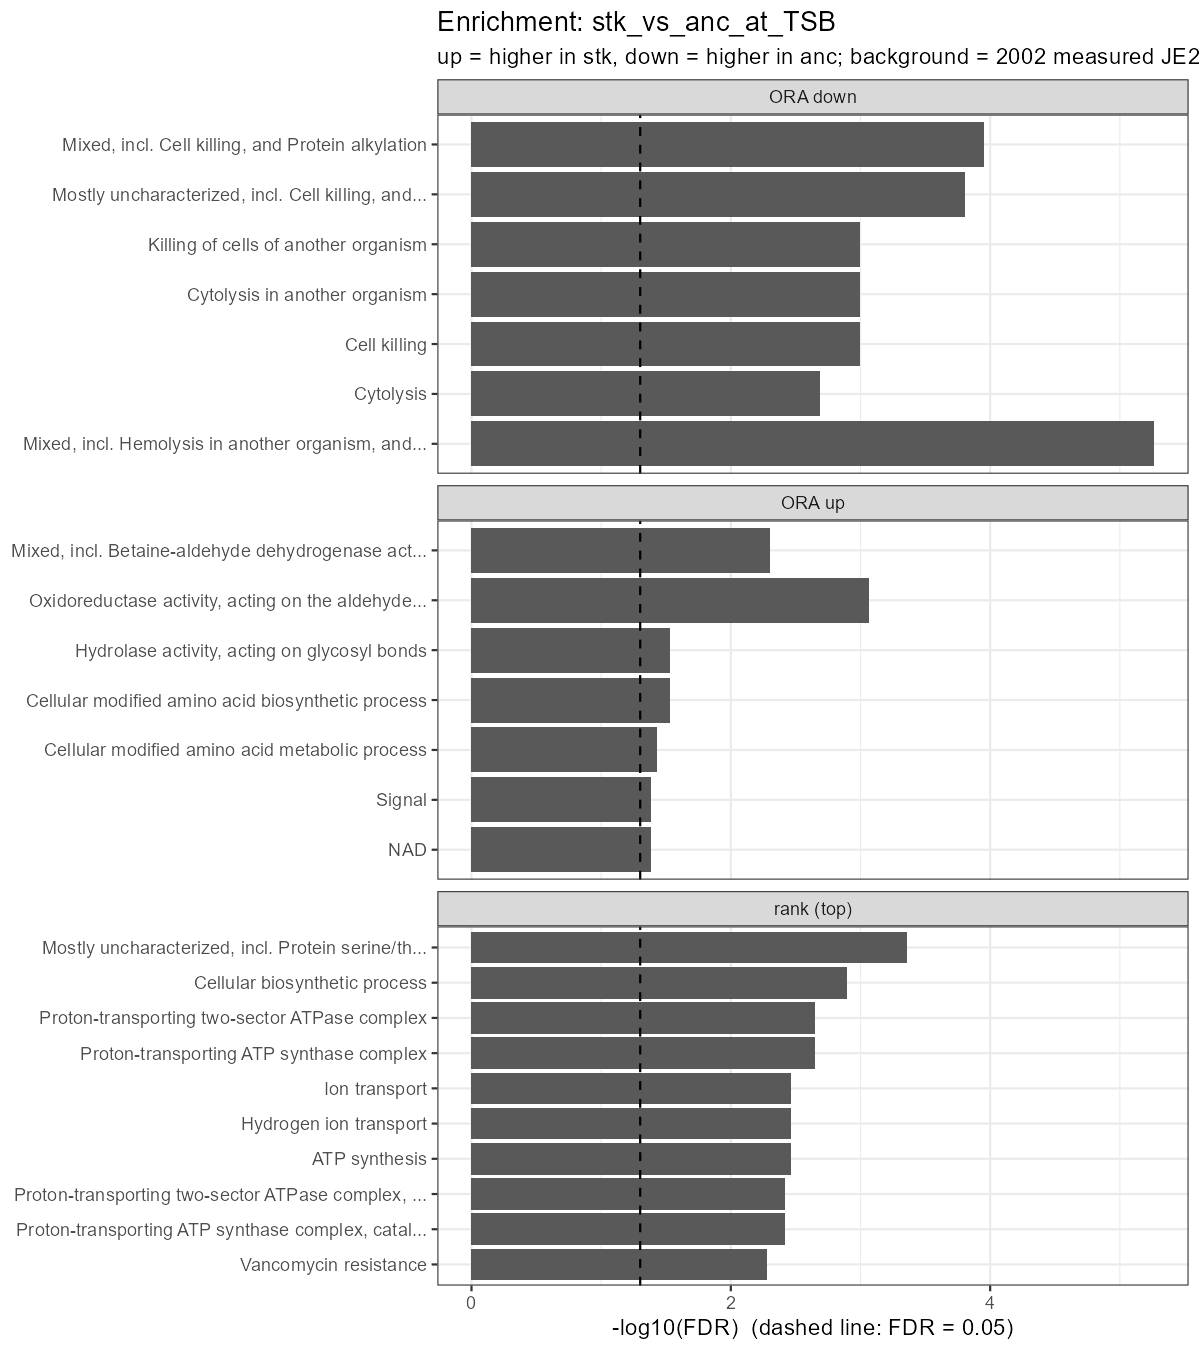 Enrichment: stk_vs_anc_at_TSB
up = higher in stk, down = higher in anc; background = 2002 measured JE2
ORA down
Mixed, incl. Cell killing, and Protein alkylation
Mostly uncharacterized, incl. Cell killing, and...
Killing of cells of another organism
Cytolysis in another organism
Cell killing
Cytolysis
Mixed, incl. Hemolysis in another organism, and...
ORA up
Mixed, incl. Betaine-aldehyde dehydrogenase act...
Oxidoreductase activity, acting on the aldehyde...
Hydrolase activity, acting on glycosyl bonds
Cellular modified amino acid biosynthetic process
Cellular modified amino acid metabolic process
Signal
NAD
rank (top)
Mostly uncharacterized, incl. Protein serine/th...
Cellular biosynthetic process
Proton-transporting two-sector ATPase complex
Proton-transporting ATP synthase complex
Ion transport
Hydrogen ion transport
ATP synthesis
Proton-transporting two-sector ATPase complex, ...
Proton-transporting ATP synthase complex, catal...
Vancomycin resistance
0 2 4
-log10(FDR) (dashed line: FDR = 0.05)